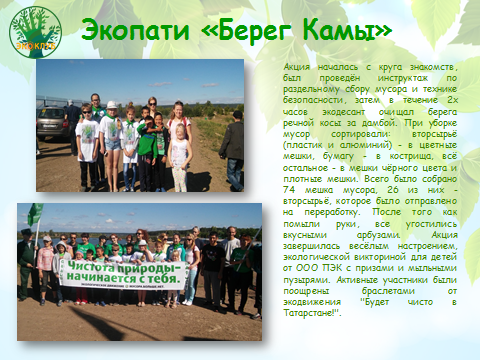 Экопати «Берег Камы»
ЭКОКЛУБ
Акция началась с круга знакомств,
был проведён инструктаж по
раздельному сбору мусора и технике
безопасности, затем в течение 2х
часов экодесант очищал берега
речной косы за дамбой. При уборке
мусор сортировали: вторсырьё
(пластик и алюминий) - в цветные
мешки, бумагу - в кострища, всё
остальное - в мешки чёрного цвета и
плотные мешки. Всего было собрано
74 мешка мусора, 26 из них -
вторсырьё, которое было отправлено
на переработку. После того как
помыли руки, все угостились
вкусными арбузами. Акция
завершилась весёлым настроением,
экологической викториной для детей
от ООО ПЭК с призами и мыльными
пузырями. Активные участники были
поощрены браслетами от
экодвижения "Будет чисто в
Татарстане!".
Чистота природы-
начинается с тебя.